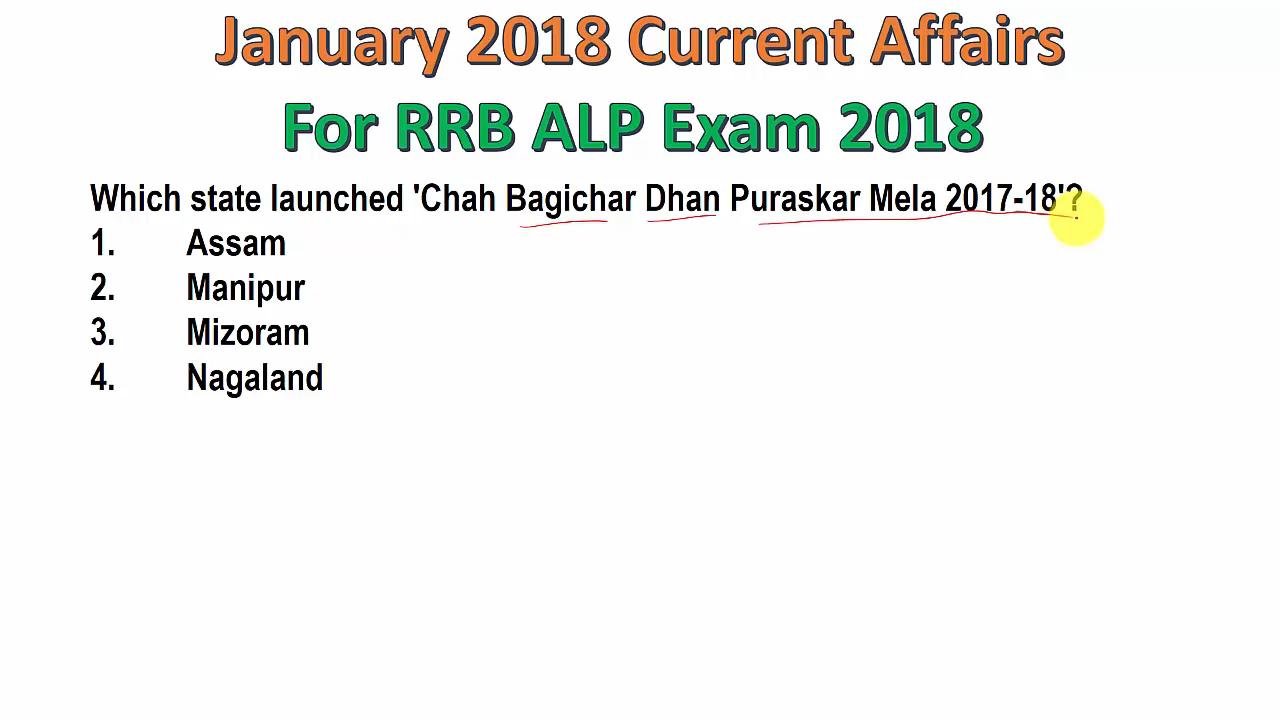 January 2018 Current Affairs
For RRB ALP Exam 2018
Which state launched 'Chah Bagichar Dhan Puraskar Mela 2017-18'?
1. Assam
2. Manipur
3. Mizoram
4. Nagaland